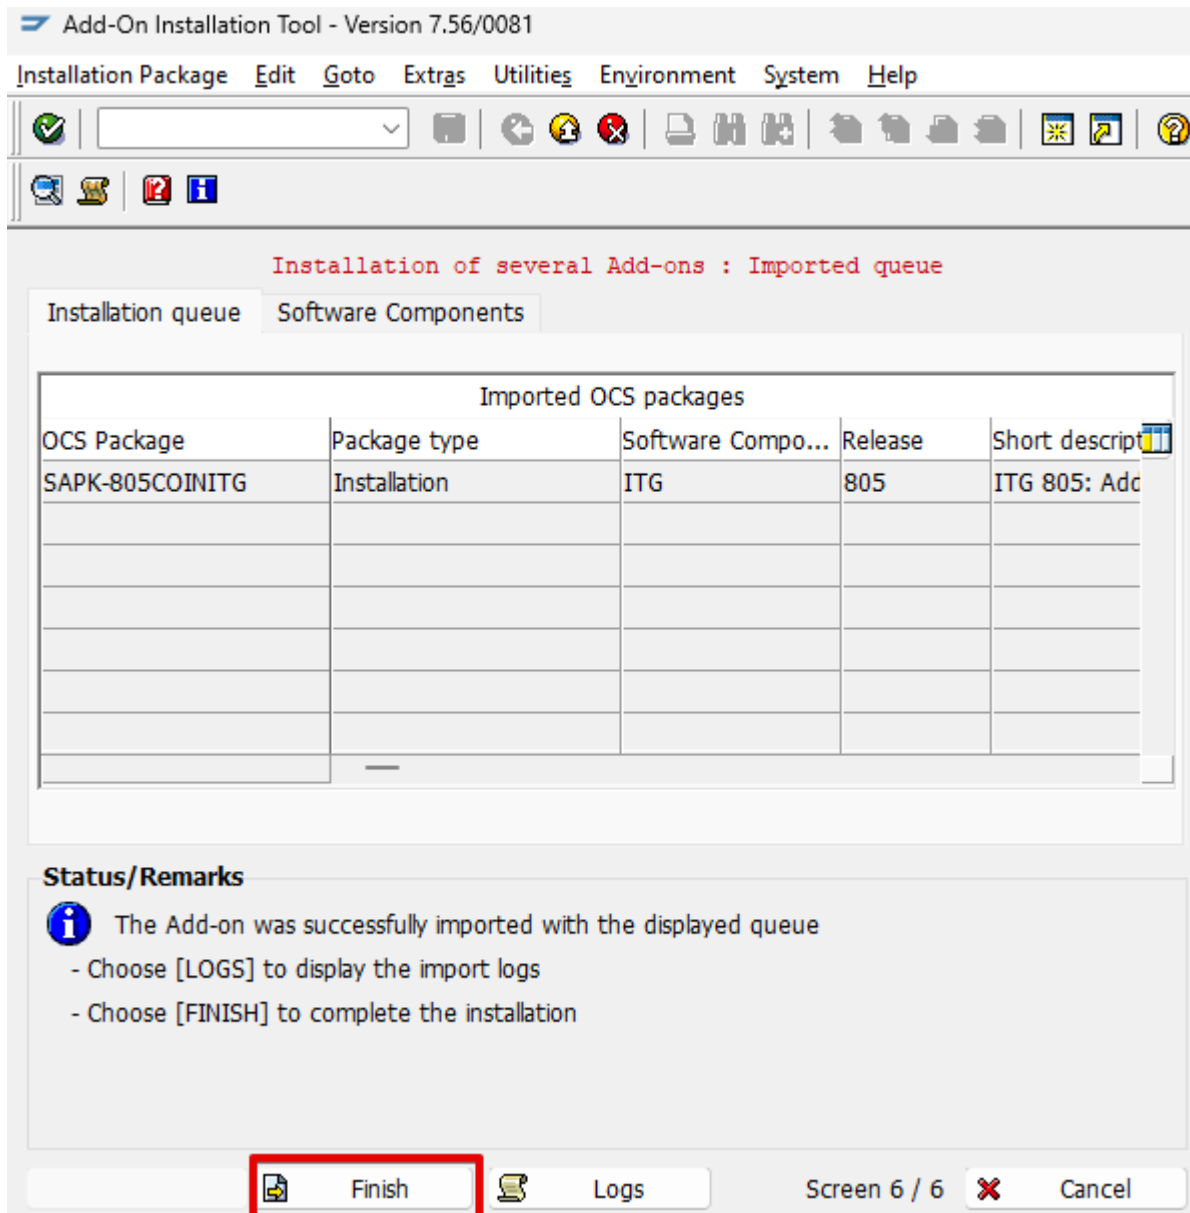 Add-On Installation Tool - Version 7.56/0081
Installation Package Edit Goto Extras Utilities Environment System Help
Installation of several Add-ons : Imported queue
Installation queue Software Components
Imported OCS packages
OCS Package Package type Software Compo... Release Short descript
SAPK-805COINITG Installation ITG 805 ITG 805: Add
Status/Remarks
The Add-on was successfully imported with the displayed queue
- Choose [LOGS] to display the import logs
- Choose [FINISH] to complete the installation
Finish Logs Screen 6 / 6 Cancel